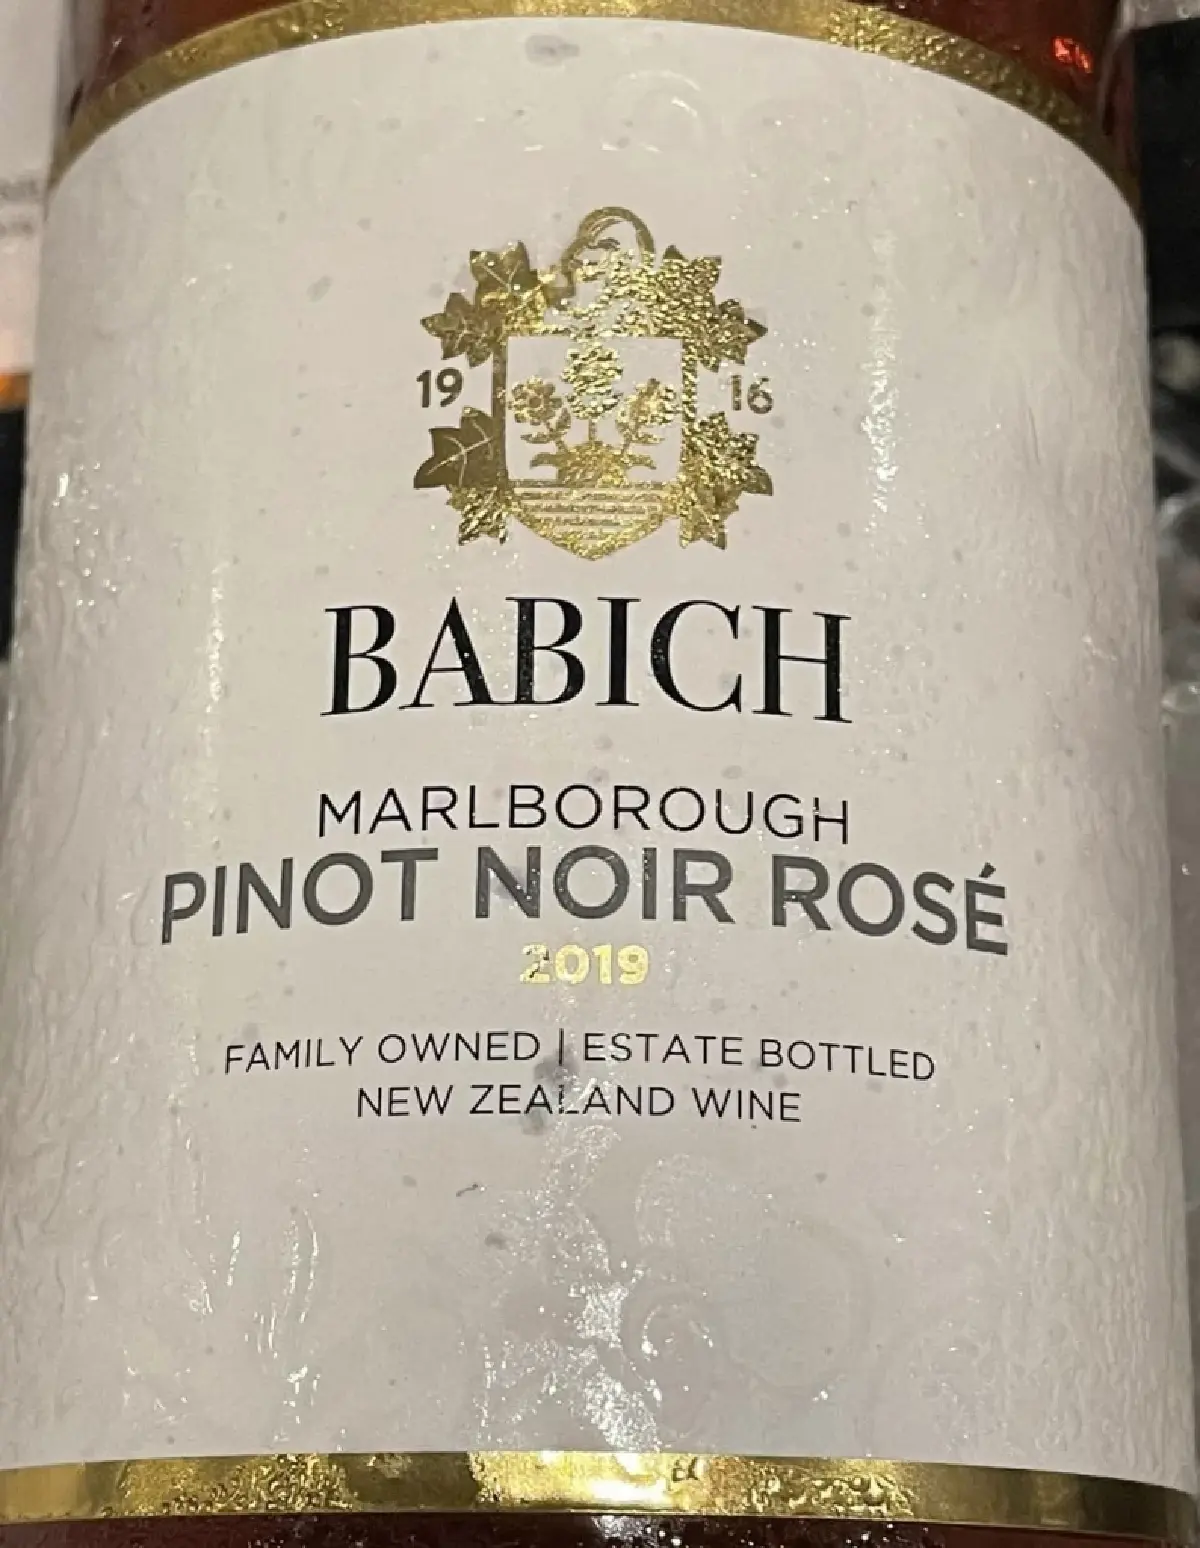 19 16
BABICH
MARLBOROUGH
PINOT NOIR ROSÉ
2019
FAMILY OWNED | ESTATE BOTTLED
NEW ZEALAND WINE